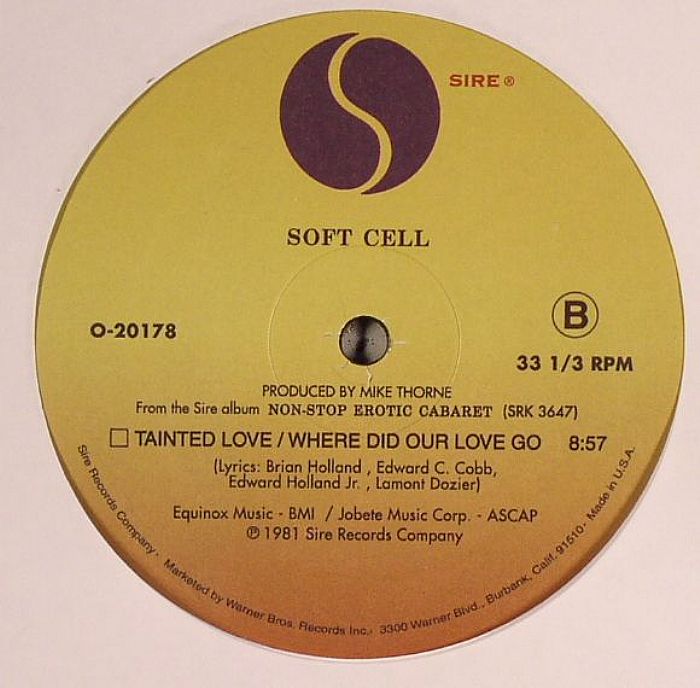 SIRE®
SOFT CELL
O-20178
B
33 1/3 RPM
PRODUCED BY MIKE THORNE
From the Sire album NON-STOP EROTIC CABARET (SRK 3647)
TAINTED LOVE / WHERE DID OUR LOVE GO 8:57
(Lyrics: Brian Holland , Edward C. Cobb,
Edward Holland Jr. , Lamont Dozier)
Equinox Music - BMI / Jobete Music Corp. - ASCAP
℗ 1981 Sire Records Company
Sire Records Company · Marketed by Warner Bros. Records Inc. · 3300 Warner Blvd., Burbank, Calif. 91510 · Made in U.S.A.